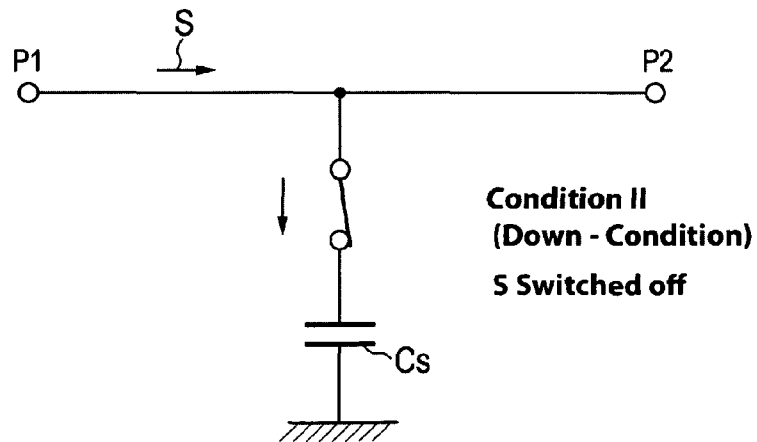 S
P1
P2
Condition II
(Down - Condition)
S Switched off
Cs